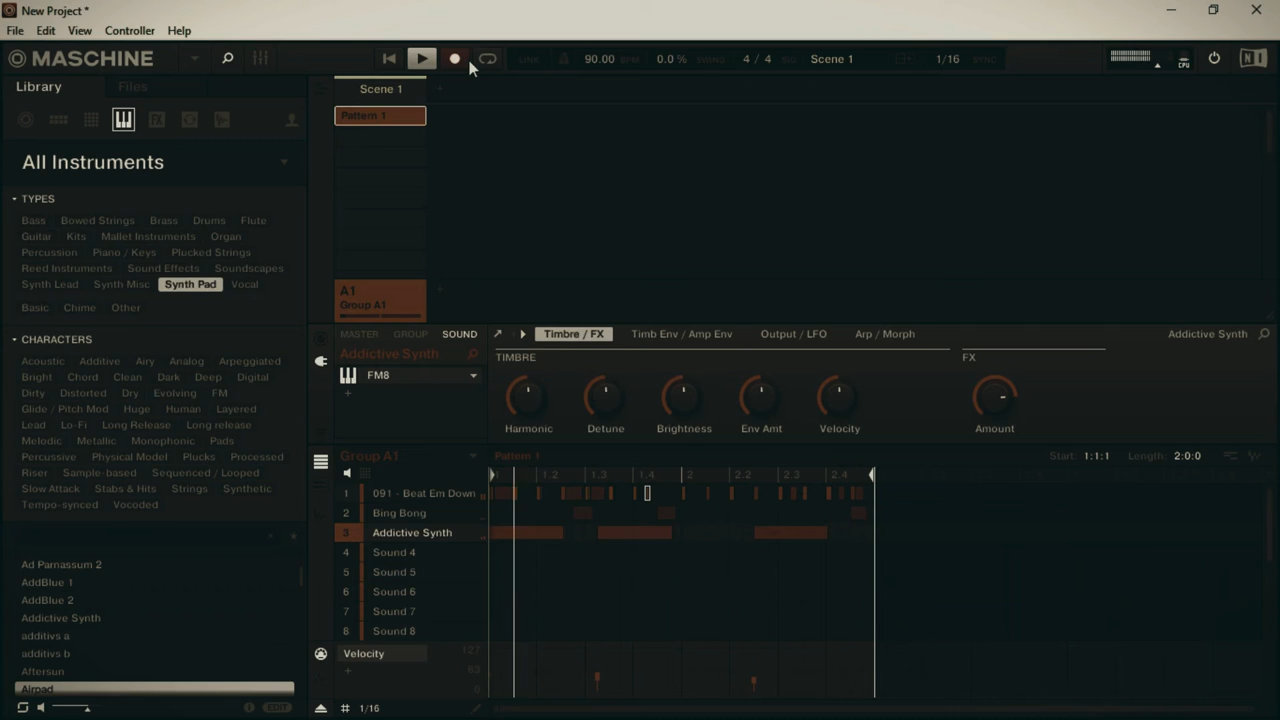 New Project *
File Edit View Controller Help
MASCHINE
LINK 90.00 BPM 0.0 % SWING 4 / 4 SIG Scene 1 1/16 SYNC
CPU
Library Files
Scene 1
Pattern 1
All Instruments
TYPES
Bass Bowed Strings Brass Drums Flute
Guitar Kits Mallet Instruments Organ
Percussion Piano / Keys Plucked Strings
Reed Instruments Sound Effects Soundscapes
Synth Lead Synth Misc Synth Pad Vocal
Basic Chime Other
A1
Group A1
MASTER GROUP SOUND
Timbre / FX Timb Env / Amp Env Output / LFO Arp / Morph Addictive Synth
CHARACTERS
Acoustic Additive Airy Analog Arpeggiated
Bright Chord Clean Dark Deep Digital
Dirty Distorted Dry Evolving FM
Glide / Pitch Mod Huge Human Layered
Lead Lo-Fi Long Release Long release
Melodic Metallic Monophonic Pads
Percussive Physical Model Plucks Processed
Riser Sample-based Sequenced / Looped
Slow Attack Stabs & Hits Strings Synthetic
Tempo-synced Vocoded
Addictive Synth
FM8
+
TIMBRE FX
Harmonic Detune Brightness Env Amt Velocity Amount
Group A1 Pattern 1 Start: 1:1:1 Length: 2:0:0
1 1.2 1.3 1.4 2 2.2 2.3 2.4
1 091 - Beat Em Down
2 Bing Bong
3 Addictive Synth
4 Sound 4
5 Sound 5
6 Sound 6
7 Sound 7
8 Sound 8
Velocity 127
+ 63
0
1/16
Ad Parnassum 2
AddBlue 1
AddBlue 2
Addictive Synth
additivs a
additivs b
Aftersun
Airpad
EDIT